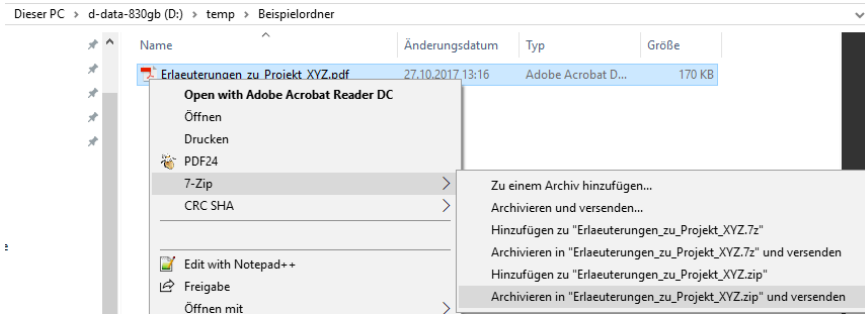 Dieser PC > d-data-830gb (D:) > temp > Beispielordner
Name Änderungsdatum Typ Größe
Erlaeuterungen_zu_Projekt_XYZ.pdf 27.10.2017 13:16 Adobe Acrobat D... 170 KB
Open with Adobe Acrobat Reader DC
Öffnen
Drucken
PDF24
7-Zip
CRC SHA
Edit with Notepad++
Freigabe
Öffnen mit
Zu einem Archiv hinzufügen...
Archivieren und versenden...
Hinzufügen zu "Erlaeuterungen_zu_Projekt_XYZ.7z"
Archivieren in "Erlaeuterungen_zu_Projekt_XYZ.7z" und versenden
Hinzufügen zu "Erlaeuterungen_zu_Projekt_XYZ.zip"
Archivieren in "Erlaeuterungen_zu_Projekt_XYZ.zip" und versenden